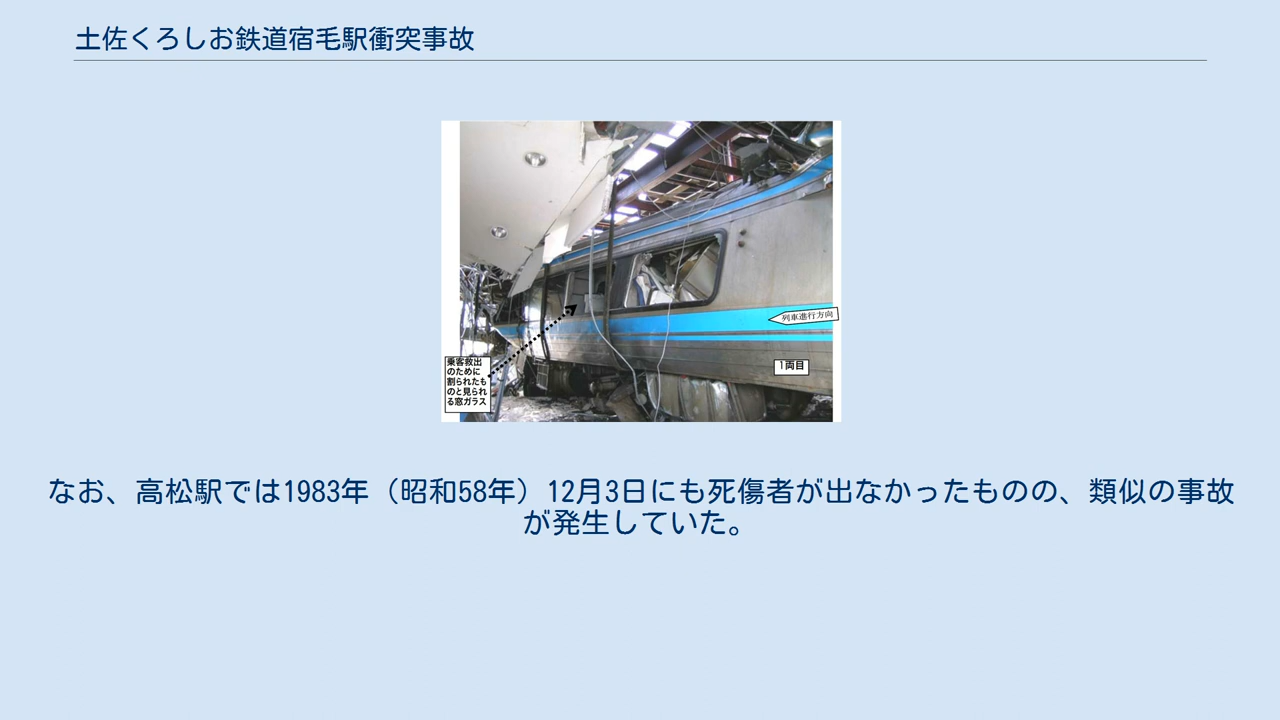 土佐くろしお鉄道宿毛駅衝突事故
列車進行方向
1両目
乗客救出
のために
割られたも
のと見られ
る窓ガラス
なお、高松駅では1983年（昭和58年）12月3日にも死傷者が出なかったものの、類似の事故
が発生していた。